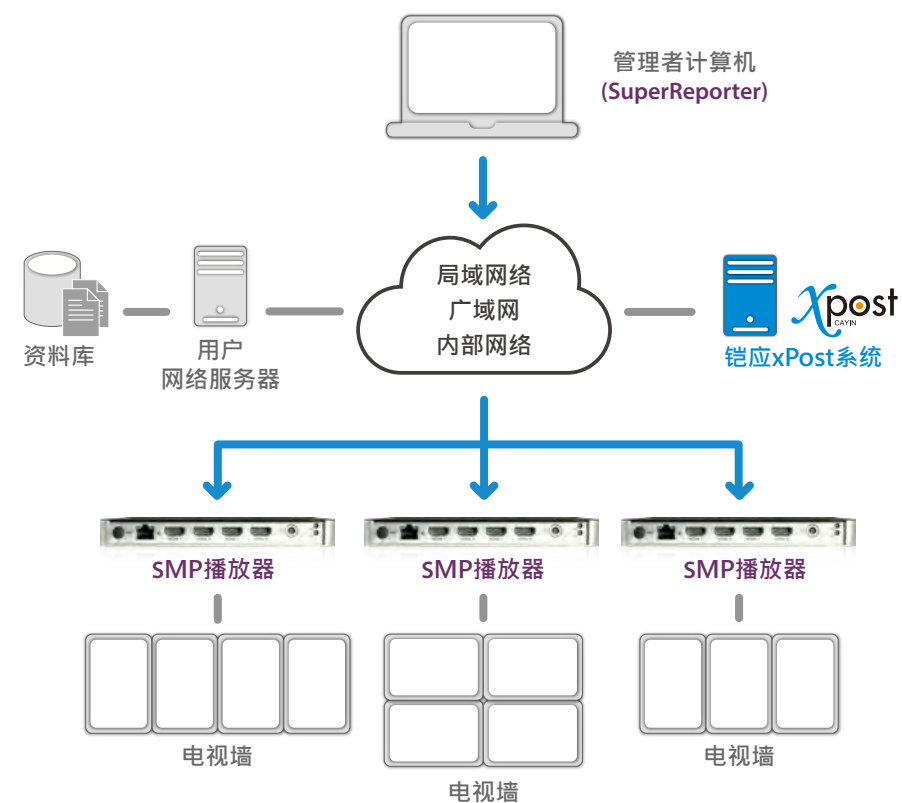 管理者计算机
(SuperReporter)
局域网络
广域网
内部网络
资料库
用户
网络服务器
Xpost
CAYIN
铠应xPost系统
SMP播放器
SMP播放器
SMP播放器
电视墙
电视墙
电视墙